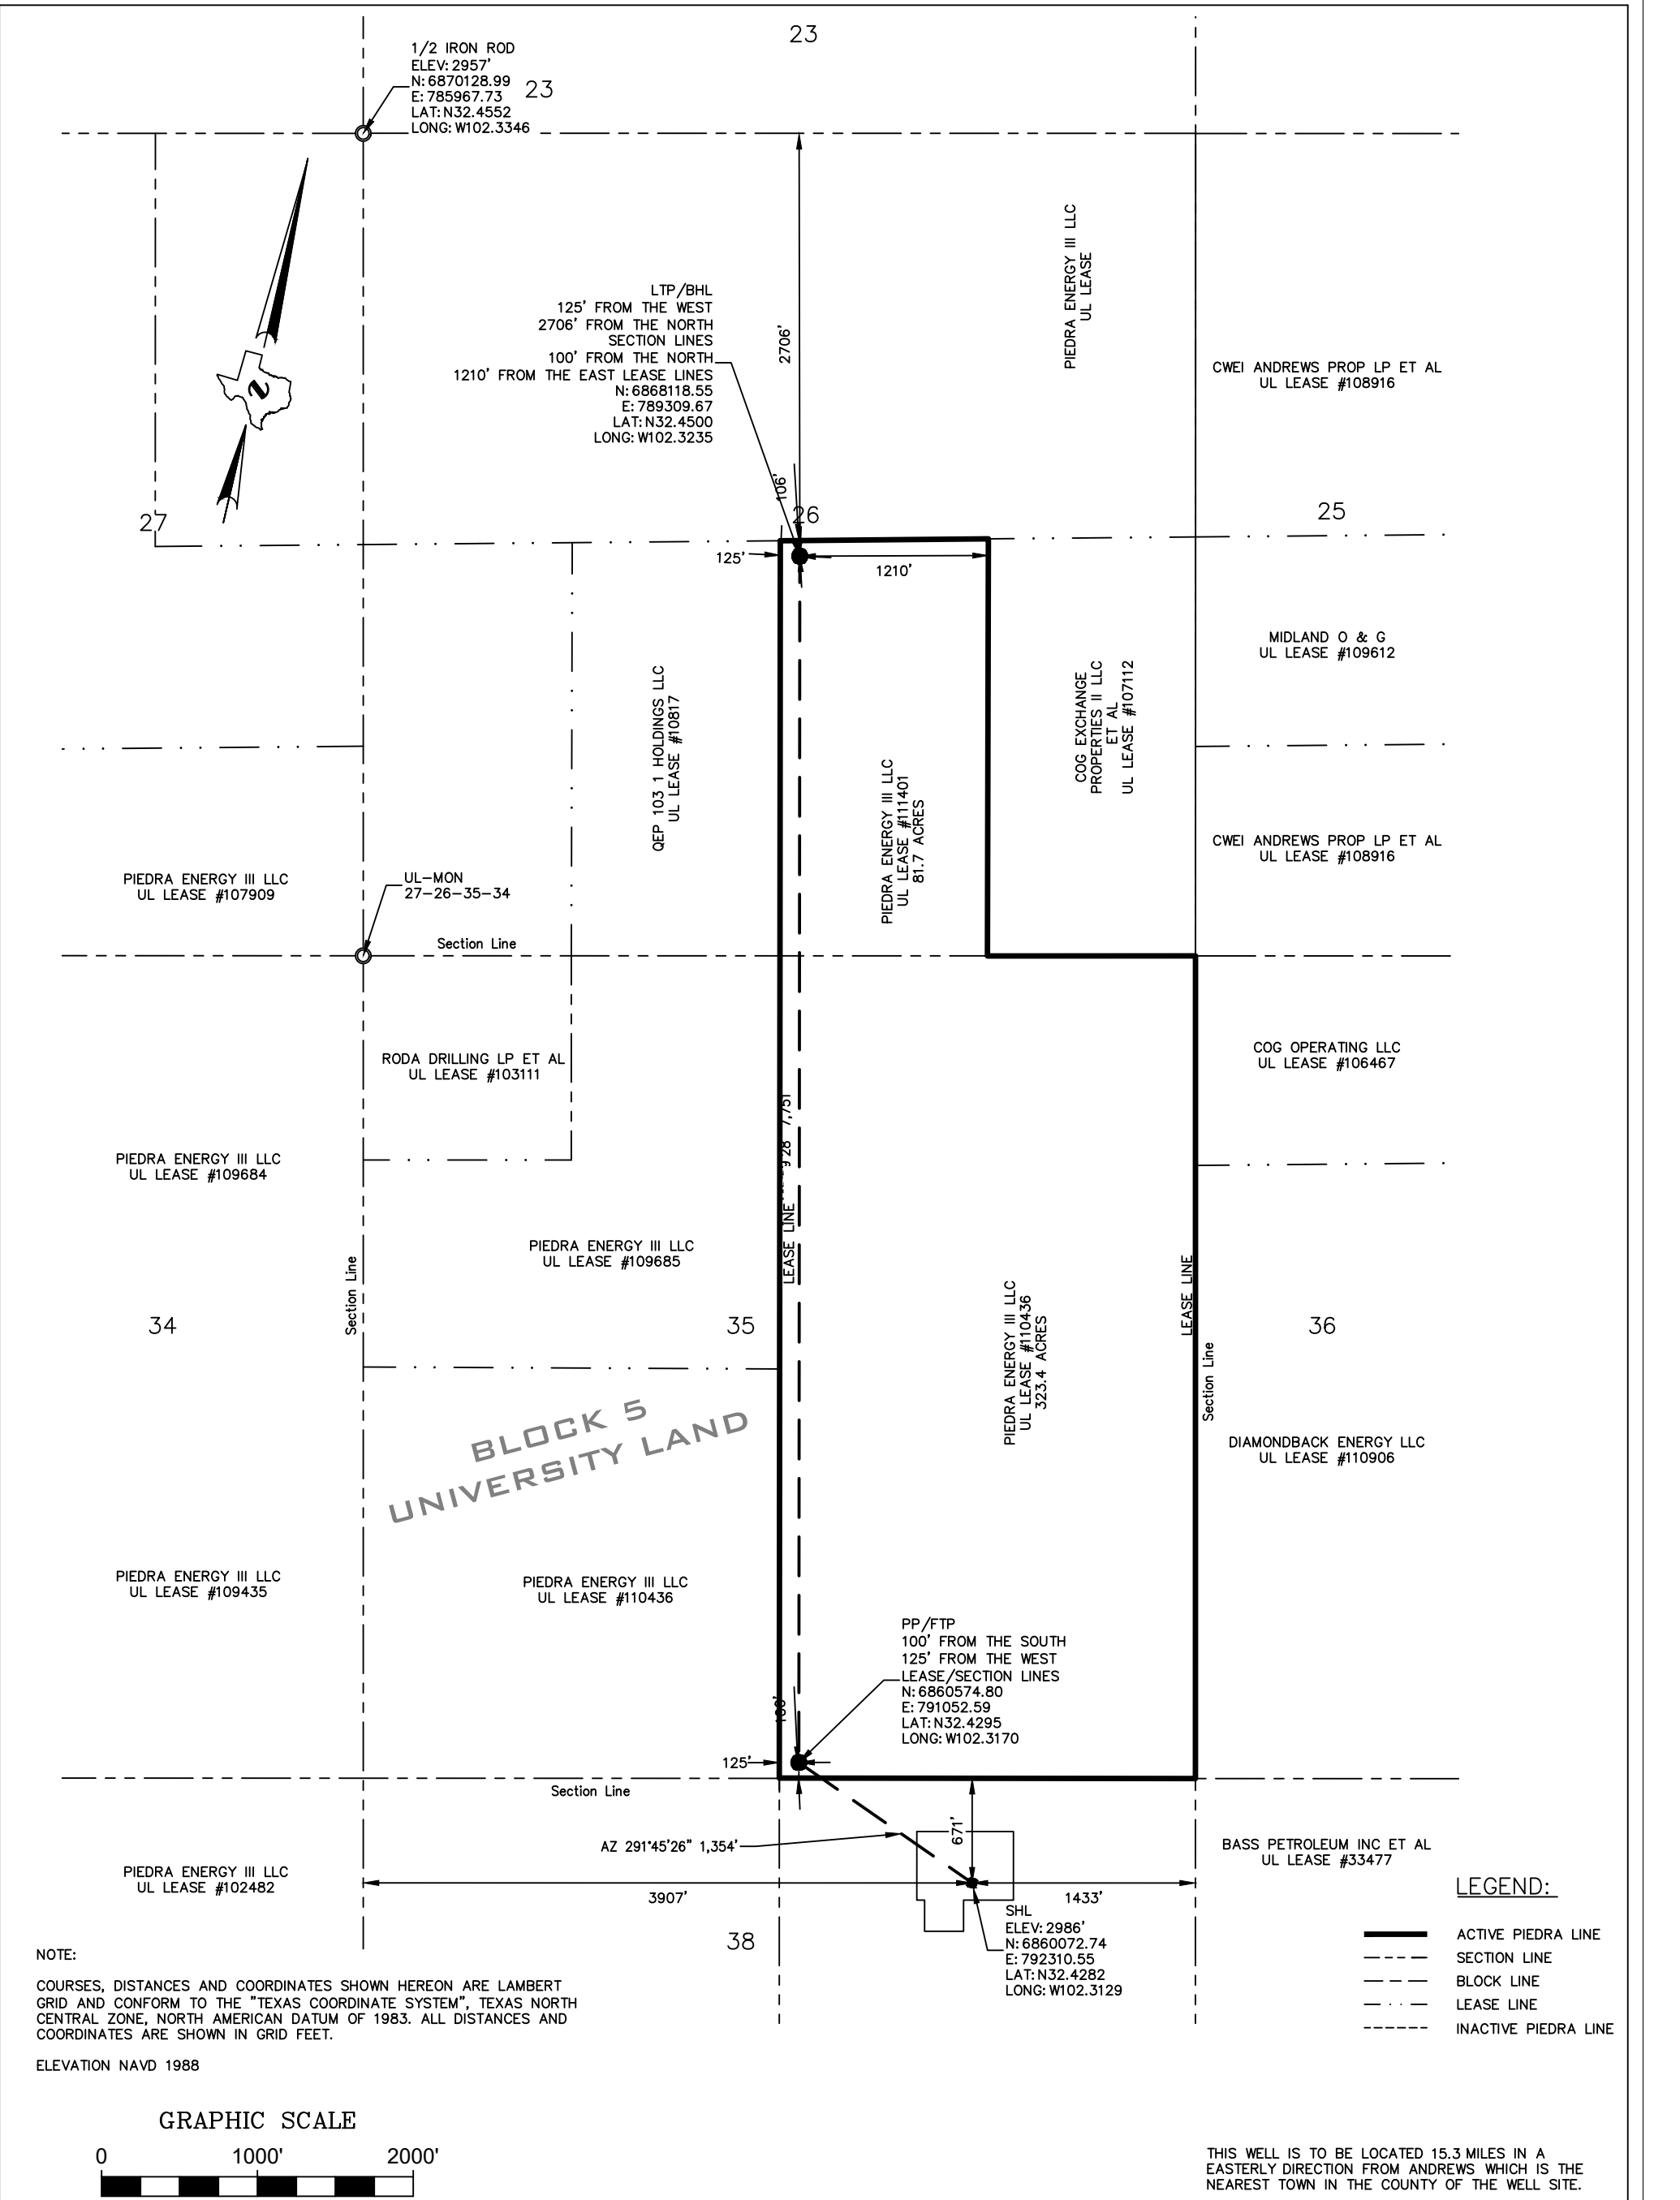 23
1/2 IRON ROD
ELEV: 2957'
N: 6870128.99
E: 785967.73
LAT: N32.4552
LONG: W102.3346
23
LTP/BHL
125' FROM THE WEST
2706' FROM THE NORTH
SECTION LINES
100' FROM THE NORTH
1210' FROM THE EAST LEASE LINES
N: 6868118.55
E: 789309.67
LAT: N32.4500
LONG: W102.3235
2706'
PIEDRA ENERGY III LLC
UL LEASE
CWEI ANDREWS PROP LP ET AL
UL LEASE #108916
106'
27
26
25
125'
1210'
QEP 103 1 HOLDINGS LLC
UL LEASE #10817
PIEDRA ENERGY III LLC
UL LEASE #111401
81.7 ACRES
COG EXCHANGE
PROPERTIES II LLC
ET AL
UL LEASE #107112
MIDLAND O & G
UL LEASE #109612
CWEI ANDREWS PROP LP ET AL
UL LEASE #108916
PIEDRA ENERGY III LLC
UL LEASE #107909
UL-MON
27-26-35-34
Section Line
RODA DRILLING LP ET AL
UL LEASE #103111
COG OPERATING LLC
UL LEASE #106467
7,751
PIEDRA ENERGY III LLC
UL LEASE #109684
PIEDRA ENERGY III LLC
UL LEASE #109685
LEASE LINE
LEASE LINE
Section Line
34
35
36
PIEDRA ENERGY III LLC
UL LEASE #110436
323.4 ACRES
Section Line
BLOCK 5
UNIVERSITY LAND
DIAMONDBACK ENERGY LLC
UL LEASE #110906
PIEDRA ENERGY III LLC
UL LEASE #109435
PIEDRA ENERGY III LLC
UL LEASE #110436
PP/FTP
100' FROM THE SOUTH
125' FROM THE WEST
LEASE/SECTION LINES
N: 6860574.80
E: 791052.59
LAT: N32.4295
LONG: W102.3170
125'
Section Line
671'
AZ 291°45'26" 1,354'
PIEDRA ENERGY III LLC
UL LEASE #102482
3907'
1433'
BASS PETROLEUM INC ET AL
UL LEASE #33477
38
SHL
ELEV: 2986'
N: 6860072.74
E: 792310.55
LAT: N32.4282
LONG: W102.3129
LEGEND:
ACTIVE PIEDRA LINE
SECTION LINE
BLOCK LINE
LEASE LINE
INACTIVE PIEDRA LINE
NOTE:
COURSES, DISTANCES AND COORDINATES SHOWN HEREON ARE LAMBERT
GRID AND CONFORM TO THE "TEXAS COORDINATE SYSTEM", TEXAS NORTH
CENTRAL ZONE, NORTH AMERICAN DATUM OF 1983. ALL DISTANCES AND
COORDINATES ARE SHOWN IN GRID FEET.
ELEVATION NAVD 1988
GRAPHIC SCALE
0 1000' 2000'
THIS WELL IS TO BE LOCATED 15.3 MILES IN A
EASTERLY DIRECTION FROM ANDREWS WHICH IS THE
NEAREST TOWN IN THE COUNTY OF THE WELL SITE.